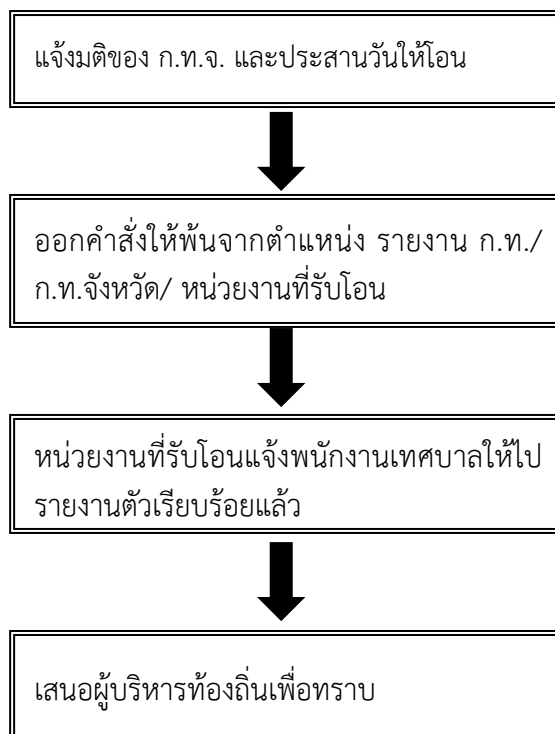 แจ้งมติของ ก.ท.จ. และประสานวันให้โอน
ออกคำสั่งให้พ้นจากตำแหน่ง รายงาน ก.ท./
ก.ท.จังหวัด/ หน่วยงานที่รับโอน
หน่วยงานที่รับโอนแจ้งพนักงานเทศบาลให้ไป
รายงานตัวเรียบร้อยแล้ว
เสนอผู้บริหารท้องถิ่นเพื่อทราบ